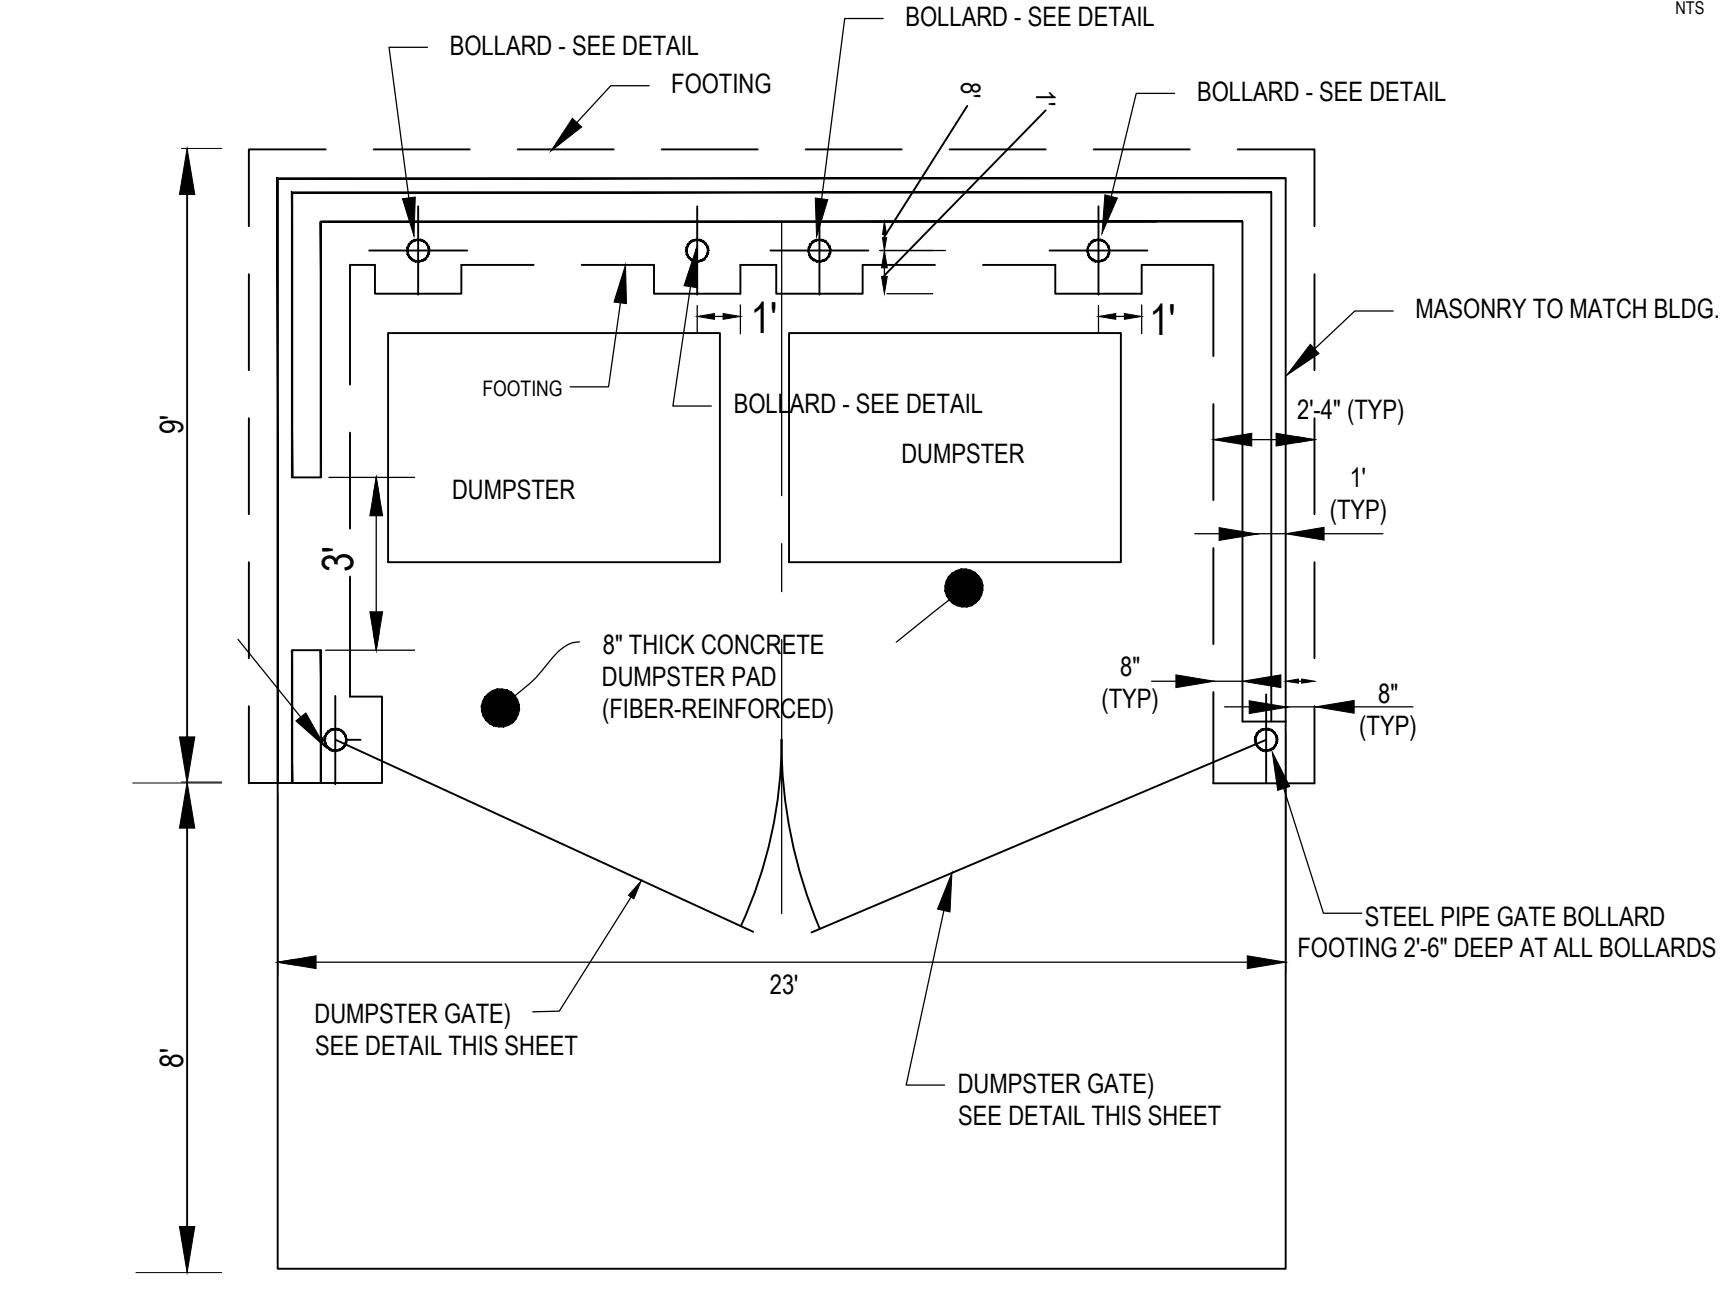 NTS
BOLLARD - SEE DETAIL
BOLLARD - SEE DETAIL
FOOTING
8'
1'
BOLLARD - SEE DETAIL
1'
1'
MASONRY TO MATCH BLDG.
FOOTING
BOLLARD - SEE DETAIL
2'-4" (TYP)
9'
DUMPSTER
DUMPSTER
1'
(TYP)
3'
8" THICK CONCRETE
DUMPSTER PAD
(FIBER-REINFORCED)
8"
(TYP)
8"
(TYP)
STEEL PIPE GATE BOLLARD
FOOTING 2'-6" DEEP AT ALL BOLLARDS
23'
DUMPSTER GATE)
SEE DETAIL THIS SHEET
8'
DUMPSTER GATE)
SEE DETAIL THIS SHEET